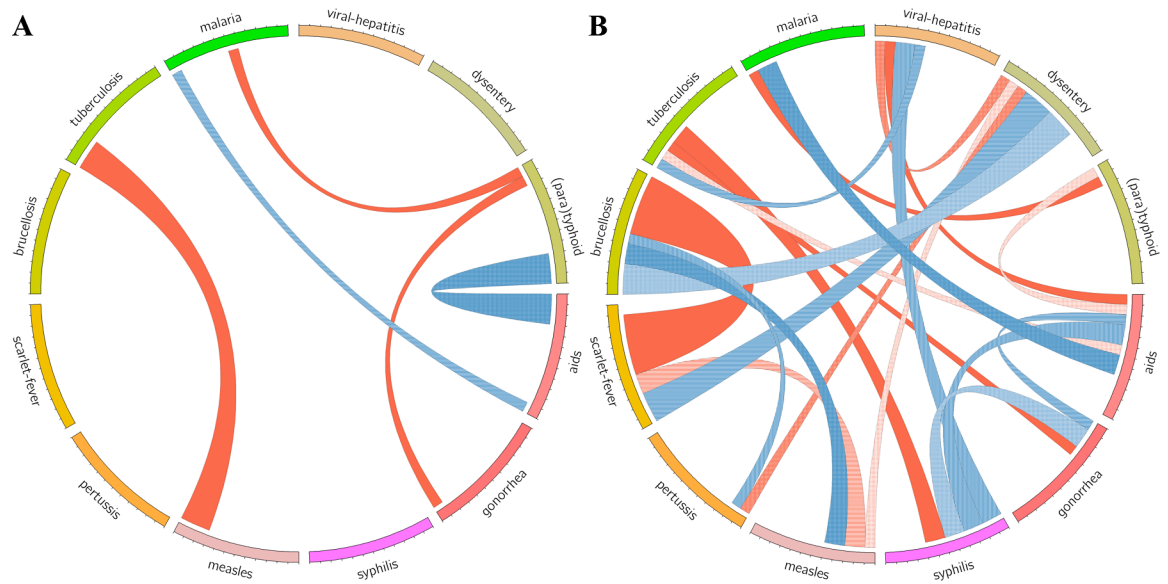 A
malaria
viral-hepatitis
dysentery
(para)typhoid
aids
gonorrhea
syphilis
measles
pertussis
scarlet-fever
brucellosis
tuberculosis
B
malaria
viral-hepatitis
dysentery
(para)typhoid
aids
gonorrhea
syphilis
measles
pertussis
scarlet-fever
brucellosis
tuberculosis